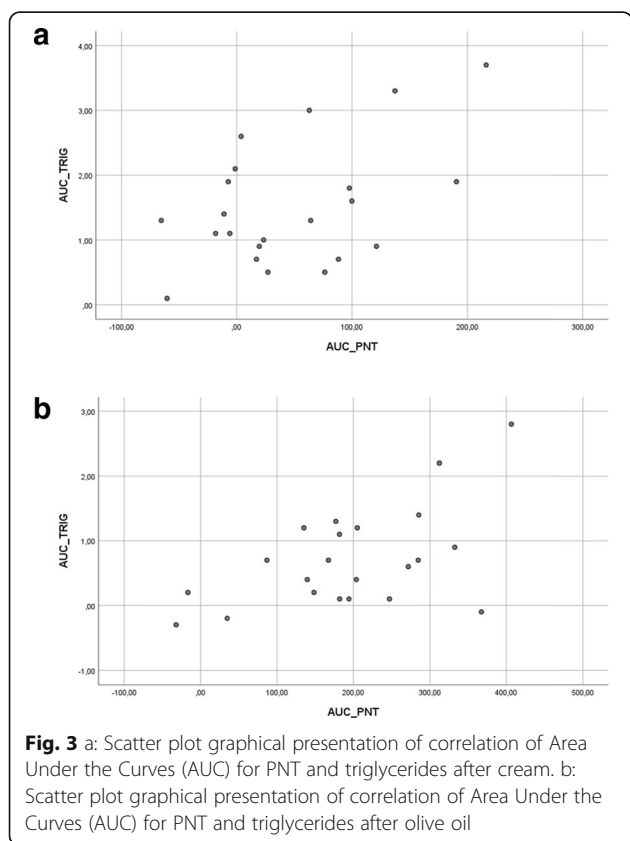 a
4,00
3,00
2,00
1,00
,00
AUC_TRIG
-100,00 ,00 100,00 200,00 300,00
AUC_PNT
b
3,00
2,00
1,00
,00
-1,00
AUC_TRIG
-100,00 ,00 100,00 200,00 300,00 400,00 500,00
AUC_PNT
Fig. 3 a: Scatter plot graphical presentation of correlation of Area
Under the Curves (AUC) for PNT and triglycerides after cream. b:
Scatter plot graphical presentation of correlation of Area Under the
Curves (AUC) for PNT and triglycerides after olive oil